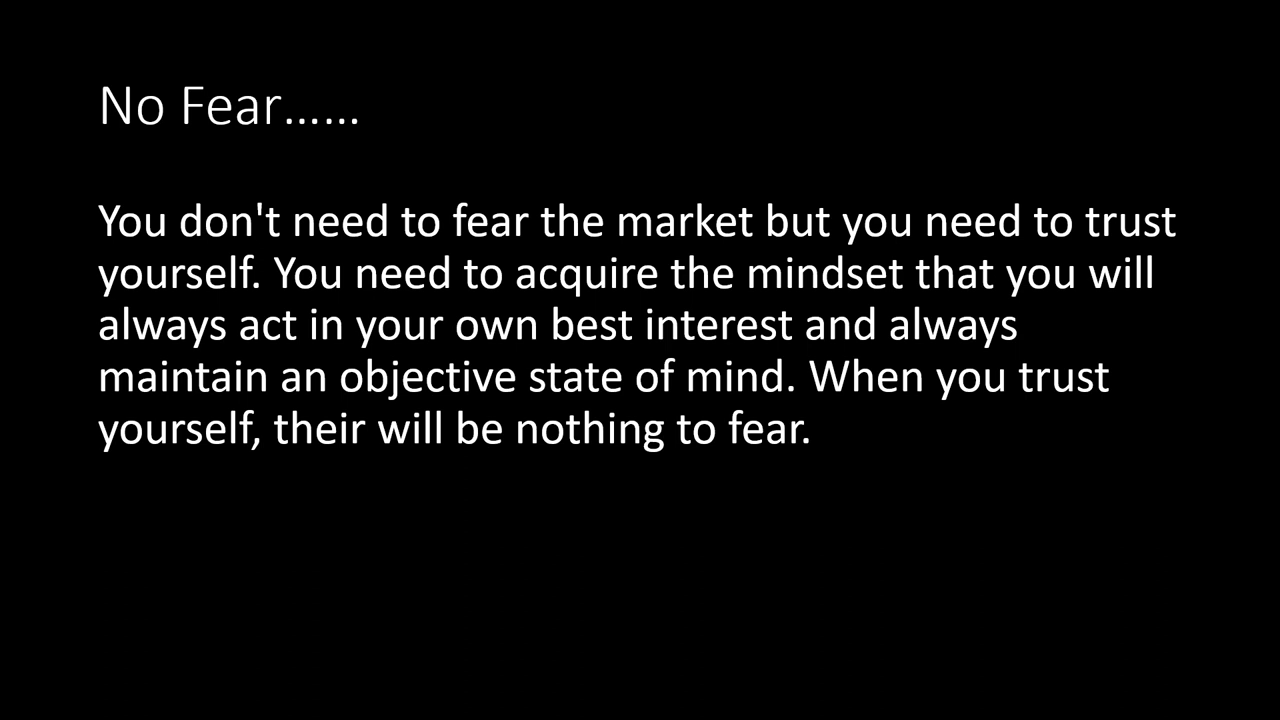 No Fear……
You don't need to fear the market but you need to trust
yourself. You need to acquire the mindset that you will
always act in your own best interest and always
maintain an objective state of mind. When you trust
yourself, their will be nothing to fear.